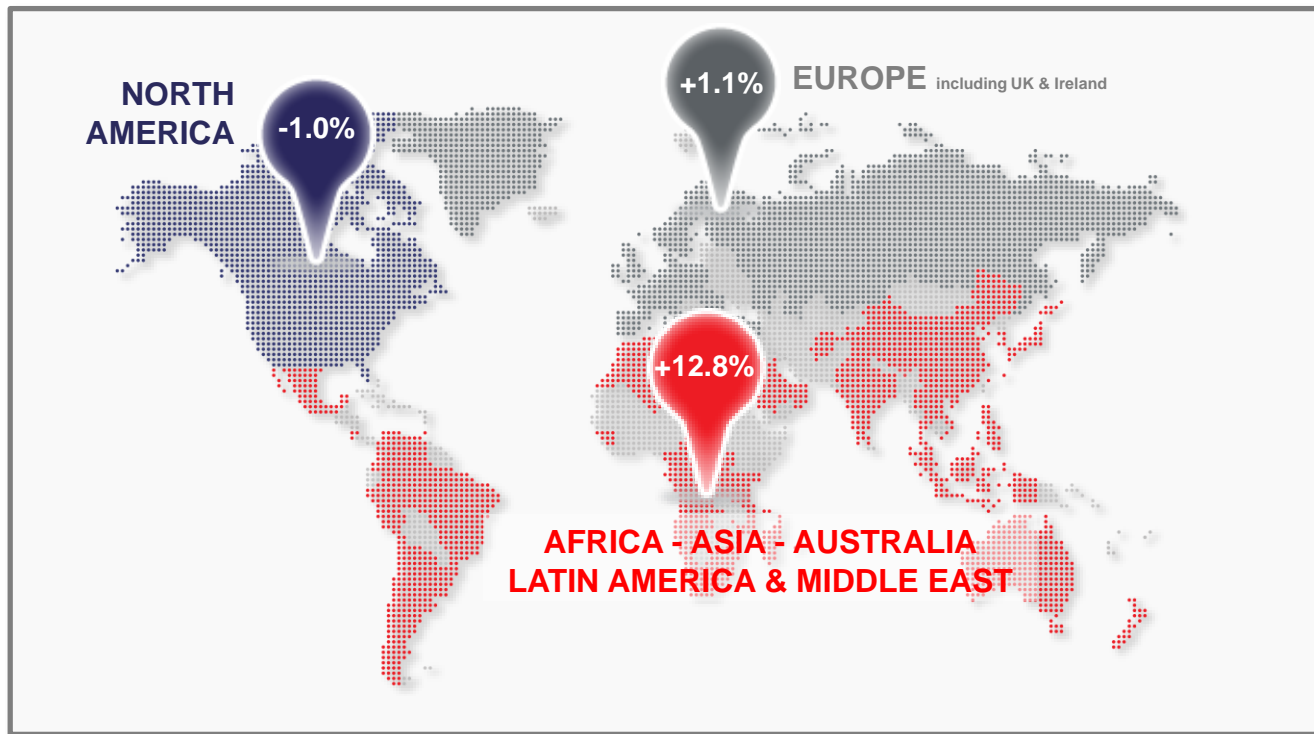 NORTH
AMERICA
-1.0%
+1.1%
EUROPE including UK & Ireland
+12.8%
AFRICA - ASIA - AUSTRALIA
LATIN AMERICA & MIDDLE EAST